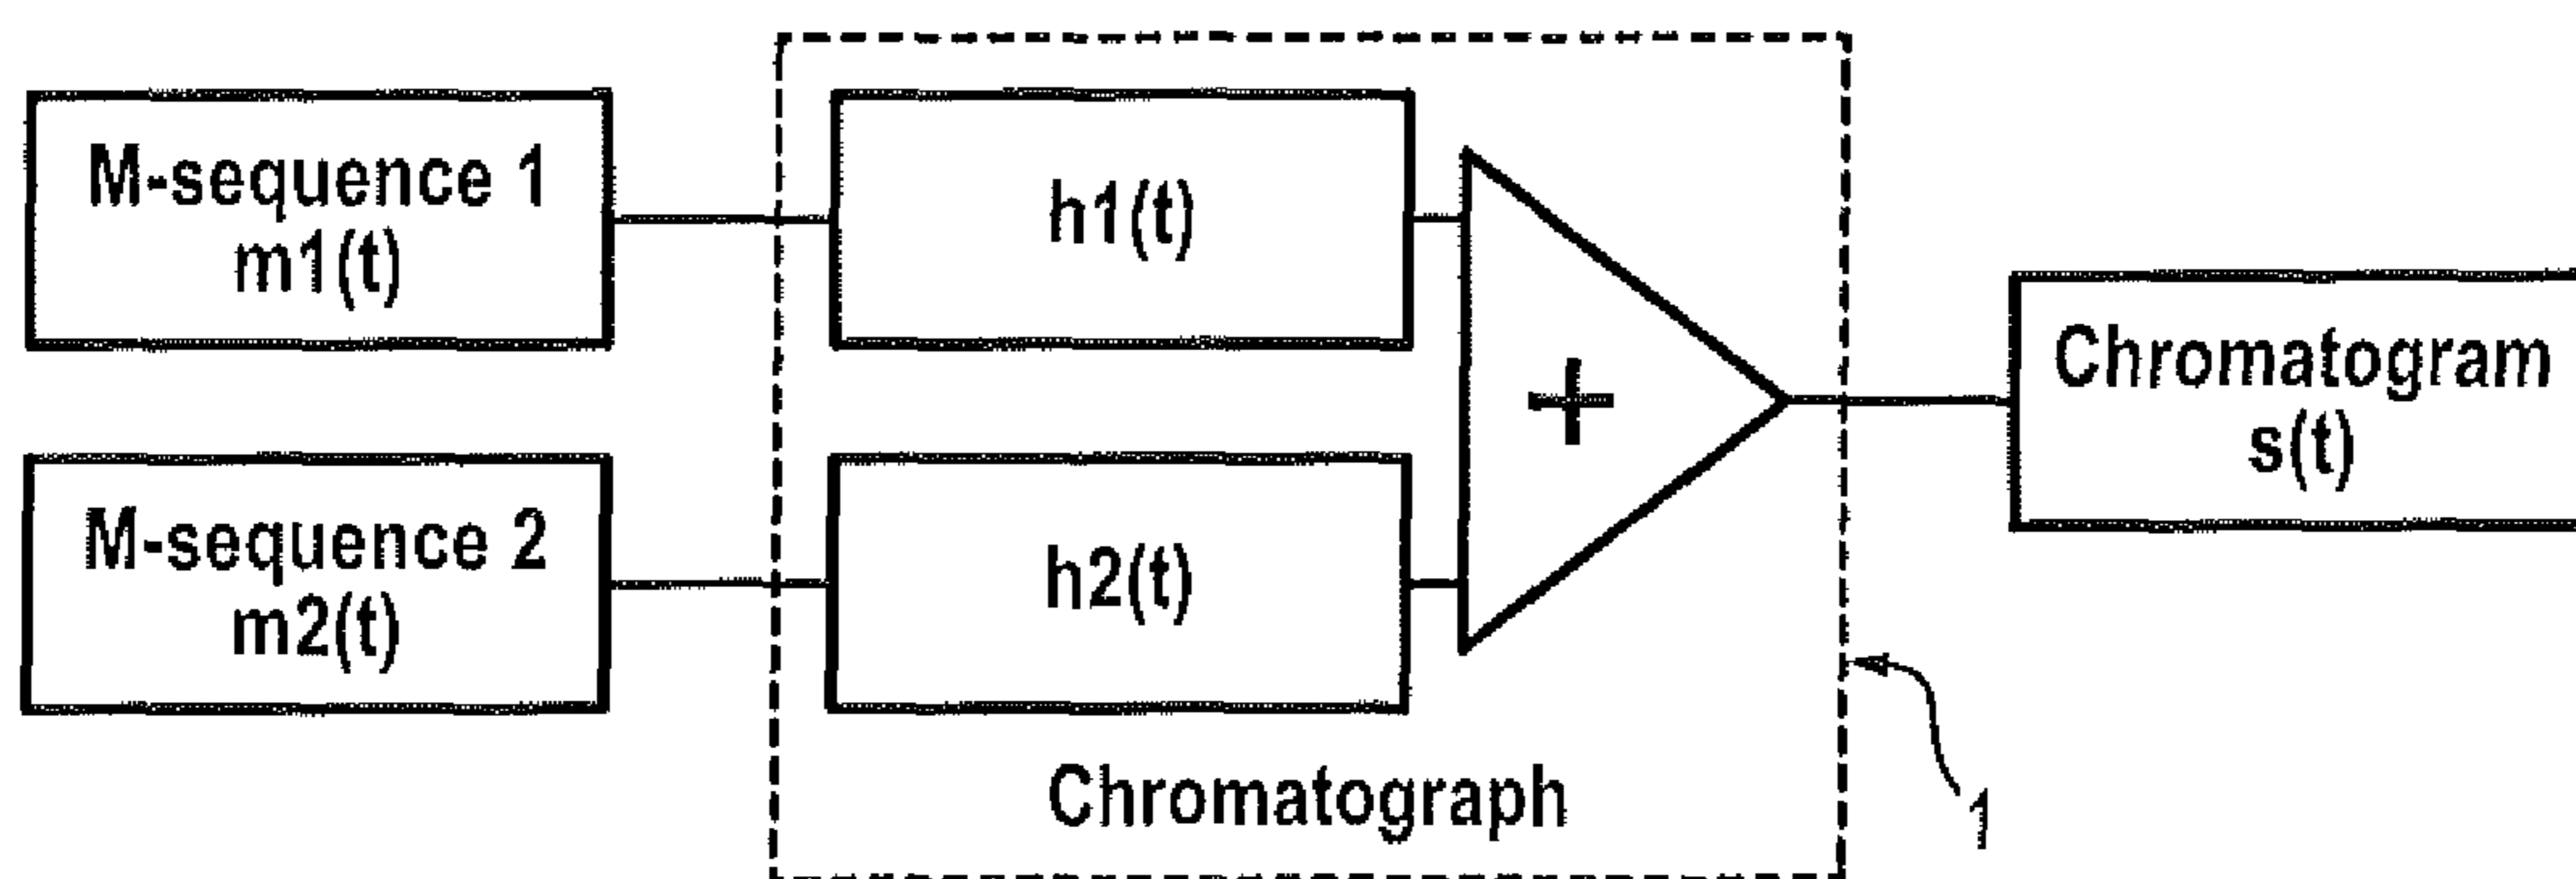 M-sequence 1
m1(t)
h1(t)
+
Chromatogram
s(t)
M-sequence 2
m2(t)
h2(t)
Chromatograph
1